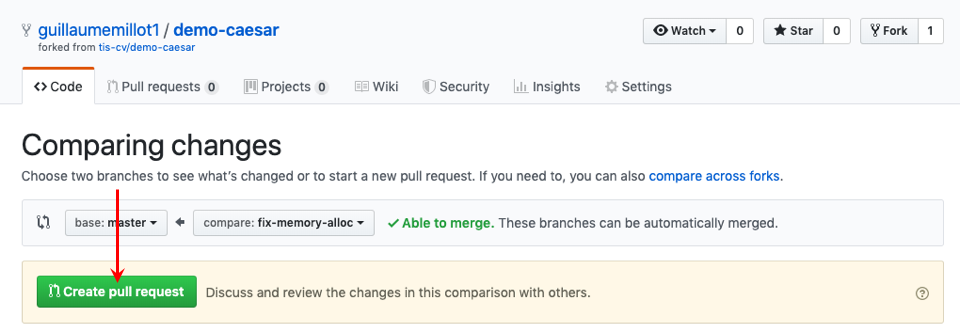 guillaumemillot1 / demo-caesar
Watch 0 Star 0 Fork 1
forked from tis-cv/demo-caesar
Code Pull requests 0 Projects 0 Wiki Security Insights Settings
Comparing changes
Choose two branches to see what's changed or to start a new pull request. If you need to, you can also compare across forks.
base: master compare: fix-memory-alloc Able to merge. These branches can be automatically merged.
Create pull request Discuss and review the changes in this comparison with others.